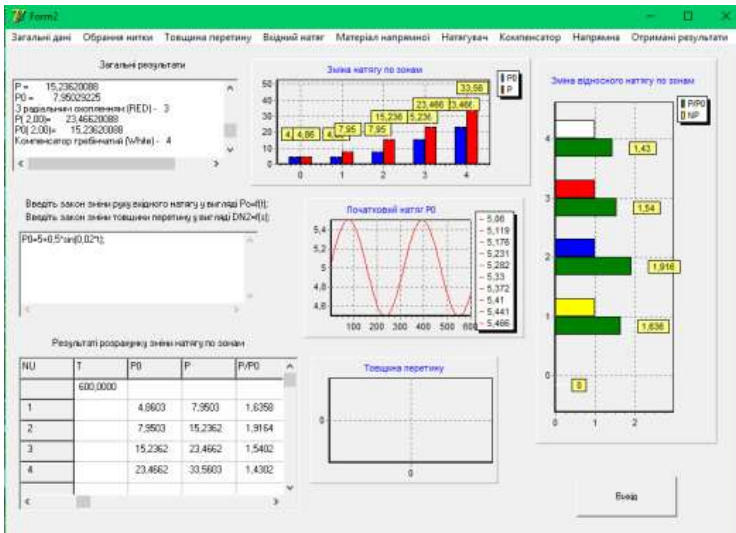 Form2
Загальні дані Обрання нитки Товщина перетину Вхідний натяг Матеріал напрямної Натягувач Компенсатор Напрямна Отримані результати
Загальні результати
P = 15,23620088
P0 = 7,95029225
З радіальним охопленням (RED) - 3
P( 2,00)= 23,46620088
P0( 2,00)= 15,23620088
Компенсатор гребінчатий (White) - 4
Зміна натягу по зонам
50
40
30
20
10
0
4, 4,86 4, 7,95 7,95 15,236 5,236 23,466 3,466 33,56
0 1 2 3 4
P0
P
Зміна відносного натягу по зонам
P/P0
NP
4
3
2
1
0
1,43
1,54
1,916
1,636
0
0 1 2
Введіть закон зміни руху вхідного натягу у вигляді Po=f(t);
Введіть закон зміни товщини перетину у вигляді DN2=f(s);
P0=5+0,5*sin(0,02*t);
Початковий натяг P0
5,4
5,2
5
4,8
4,6
100 200 300 400 500 600
5,06
5,119
5,176
5,231
5,282
5,33
5,372
5,41
5,441
5,466
Результаті розрахунку зміни натягу по зонам
NU T P0 P P/P0
600,0000
1 4,8603 7,9503 1,6358
2 7,9503 15,2362 1,9164
3 15,2362 23,4662 1,5402
4 23,4662 33,5603 1,4302
Товщина перетину
0
0
Вихід